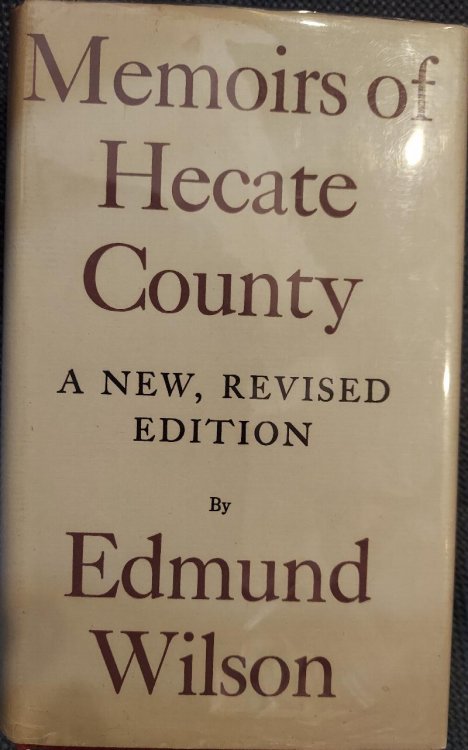 Memoirs of
Hecate
County
A NEW, REVISED
EDITION
By
Edmund
Wilson